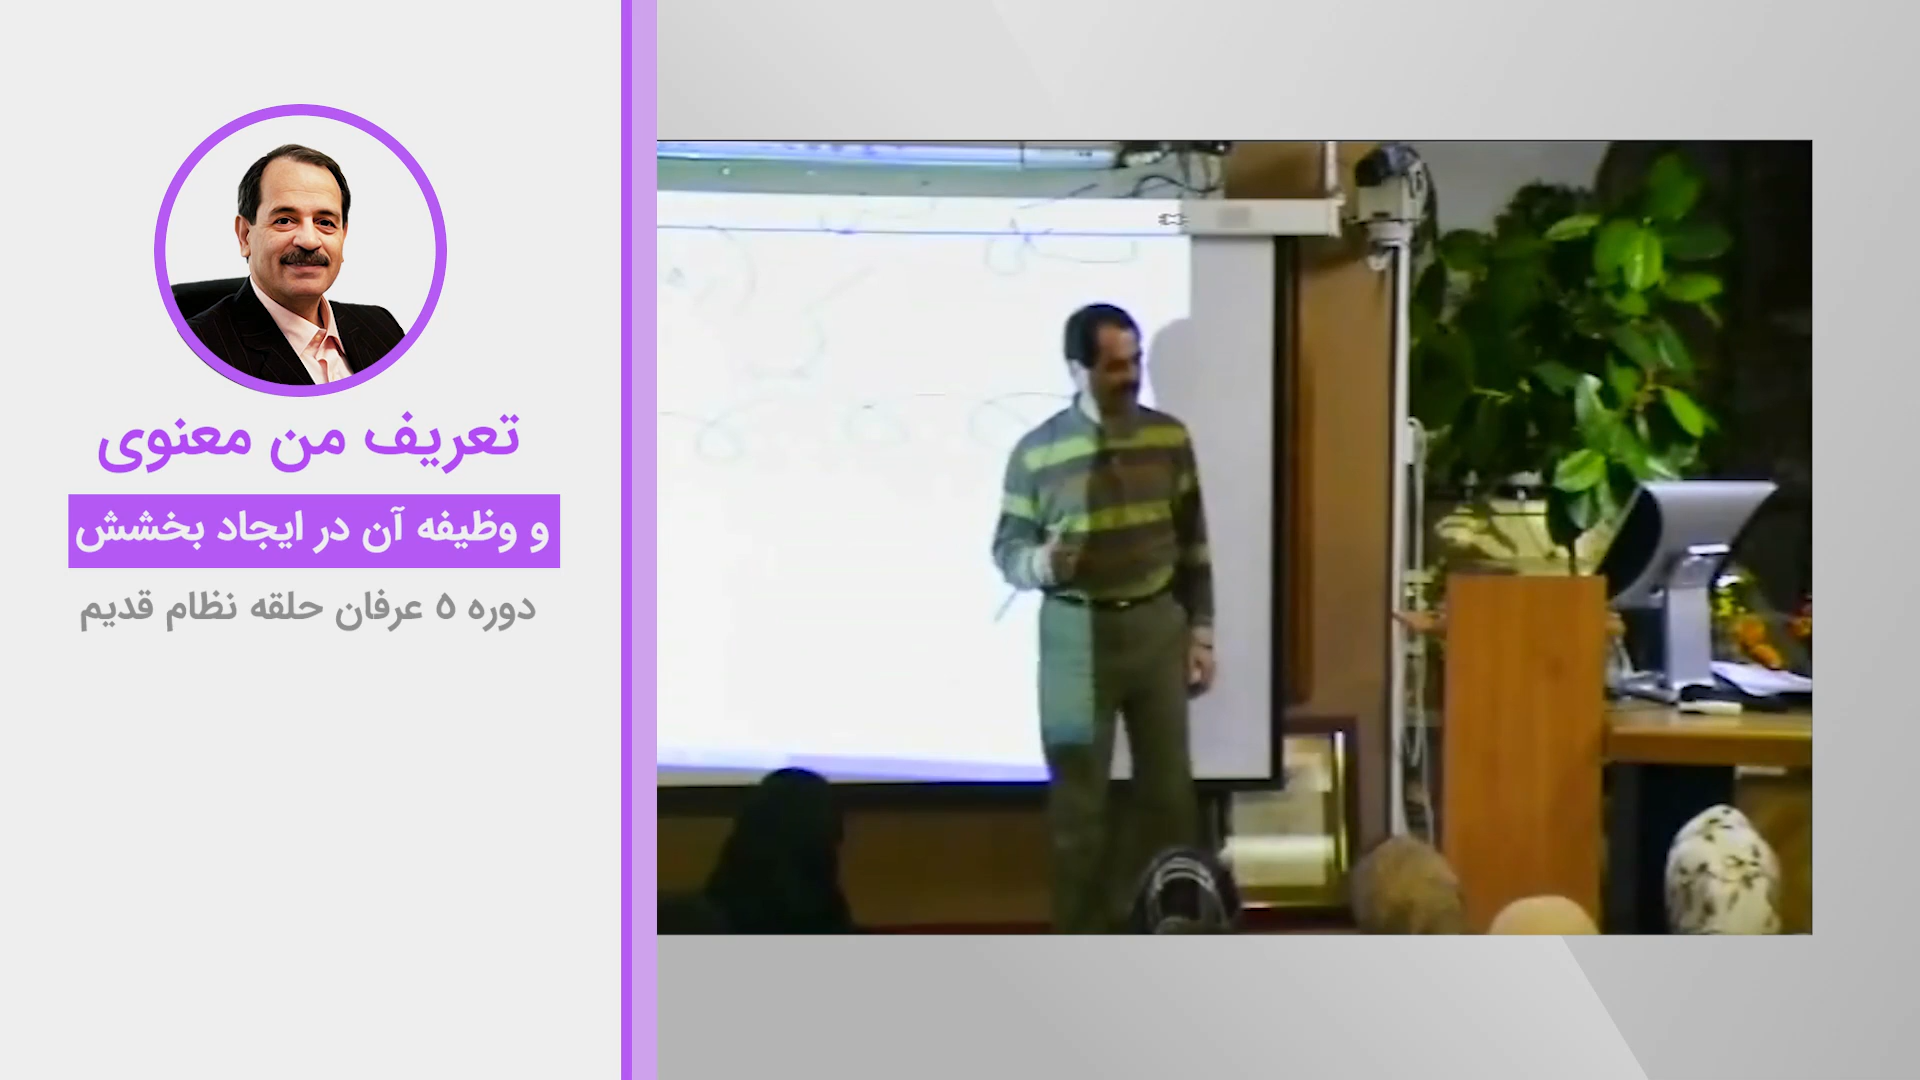 تعریف من معنوی
و وظیفه آن در ایجاد بخشش
دوره ۵ عرفان حلقه نظام قدیم